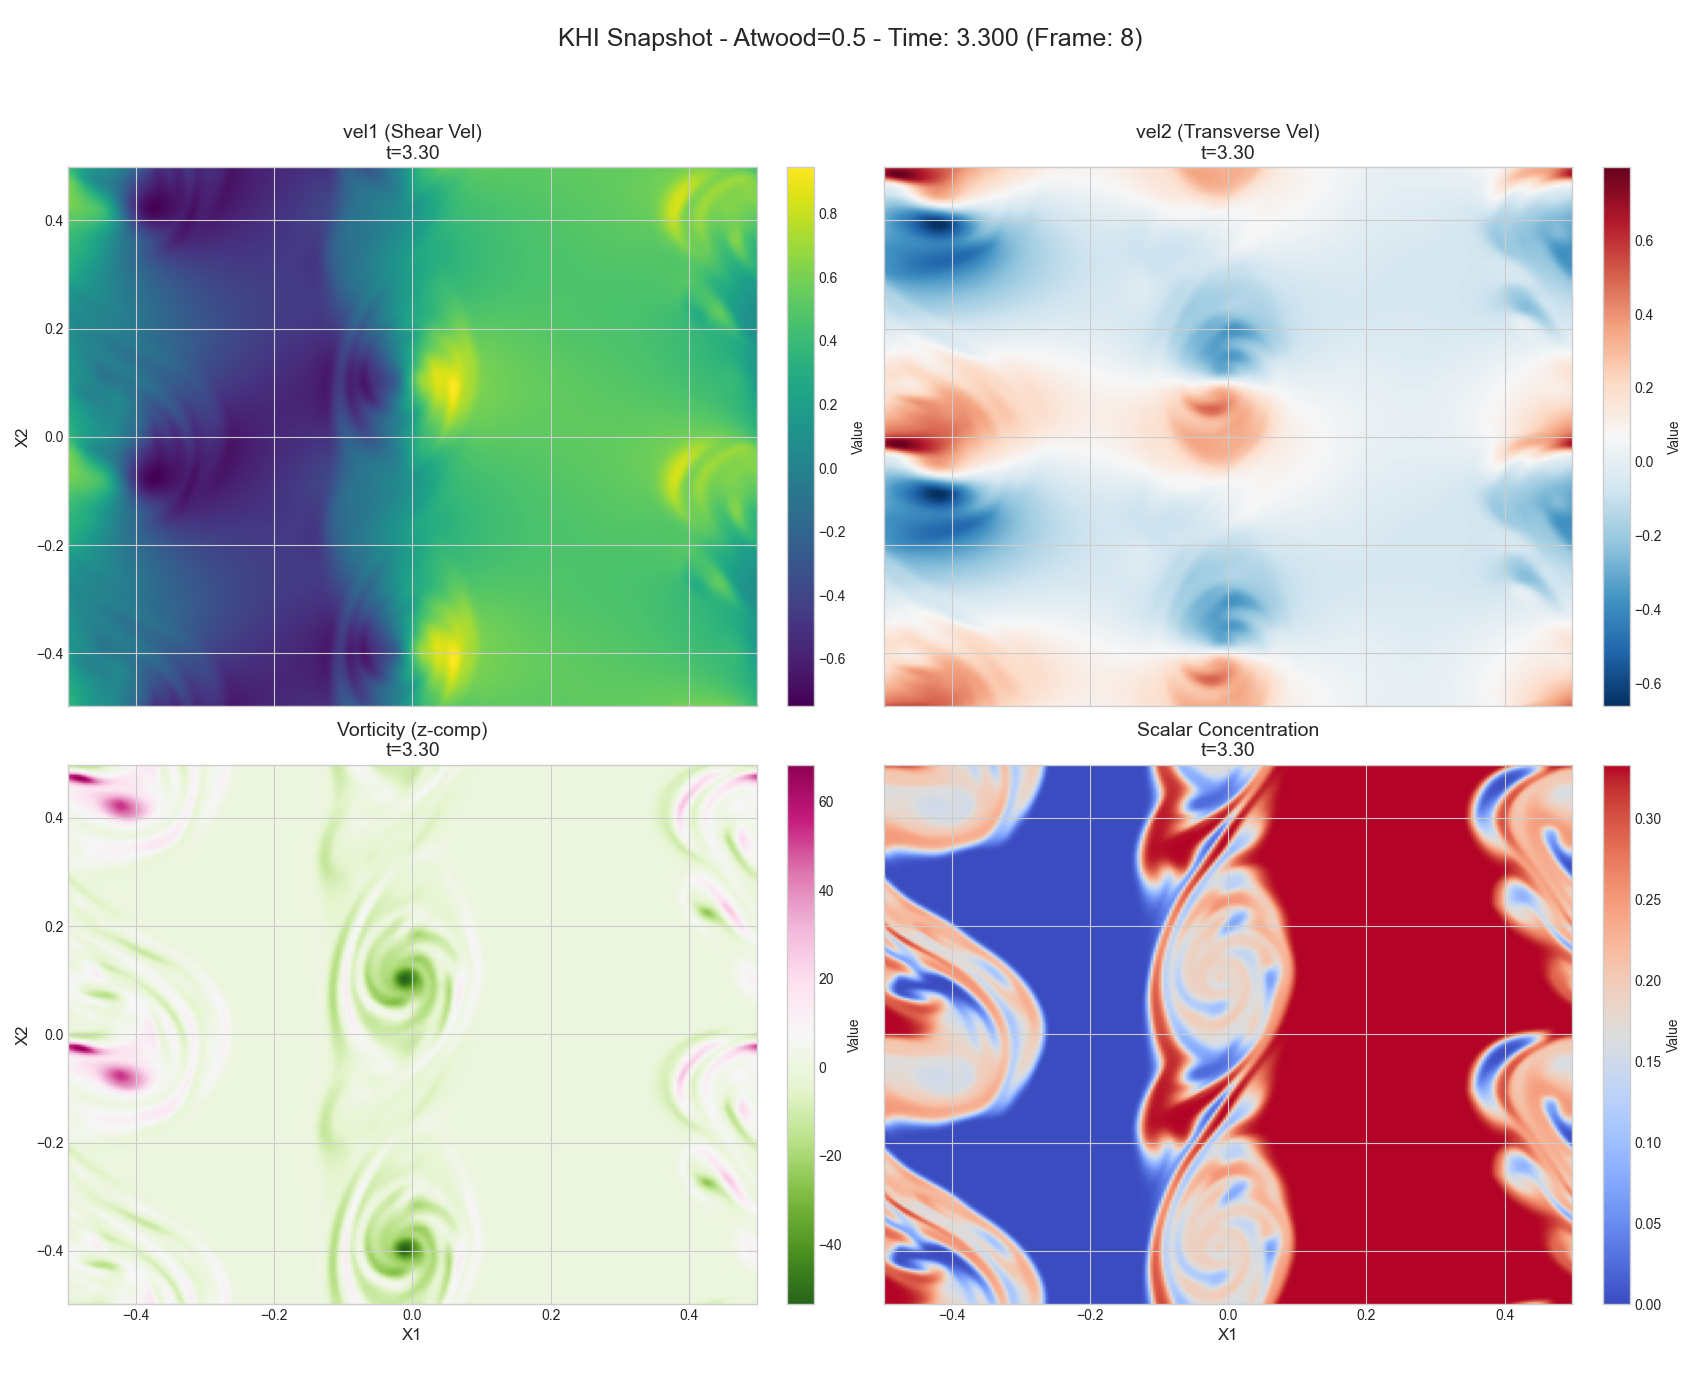 KHI Snapshot - Atwood=0.5 - Time: 3.300 (Frame: 8)
vel1 (Shear Vel)
t=3.30
X2
0.4
0.2
0.0
−0.2
−0.4
0.8
0.6
0.4
0.2
0.0
−0.2
−0.4
−0.6
Value
vel2 (Transverse Vel)
t=3.30
0.6
0.4
0.2
0.0
−0.2
−0.4
−0.6
Value
Vorticity (z-comp)
t=3.30
X2
0.4
0.2
0.0
−0.2
−0.4
−0.4
−0.2
0.0
0.2
0.4
X1
60
40
20
0
−20
−40
Value
Scalar Concentration
t=3.30
−0.4
−0.2
0.0
0.2
0.4
X1
0.30
0.25
0.20
0.15
0.10
0.05
0.00
Value